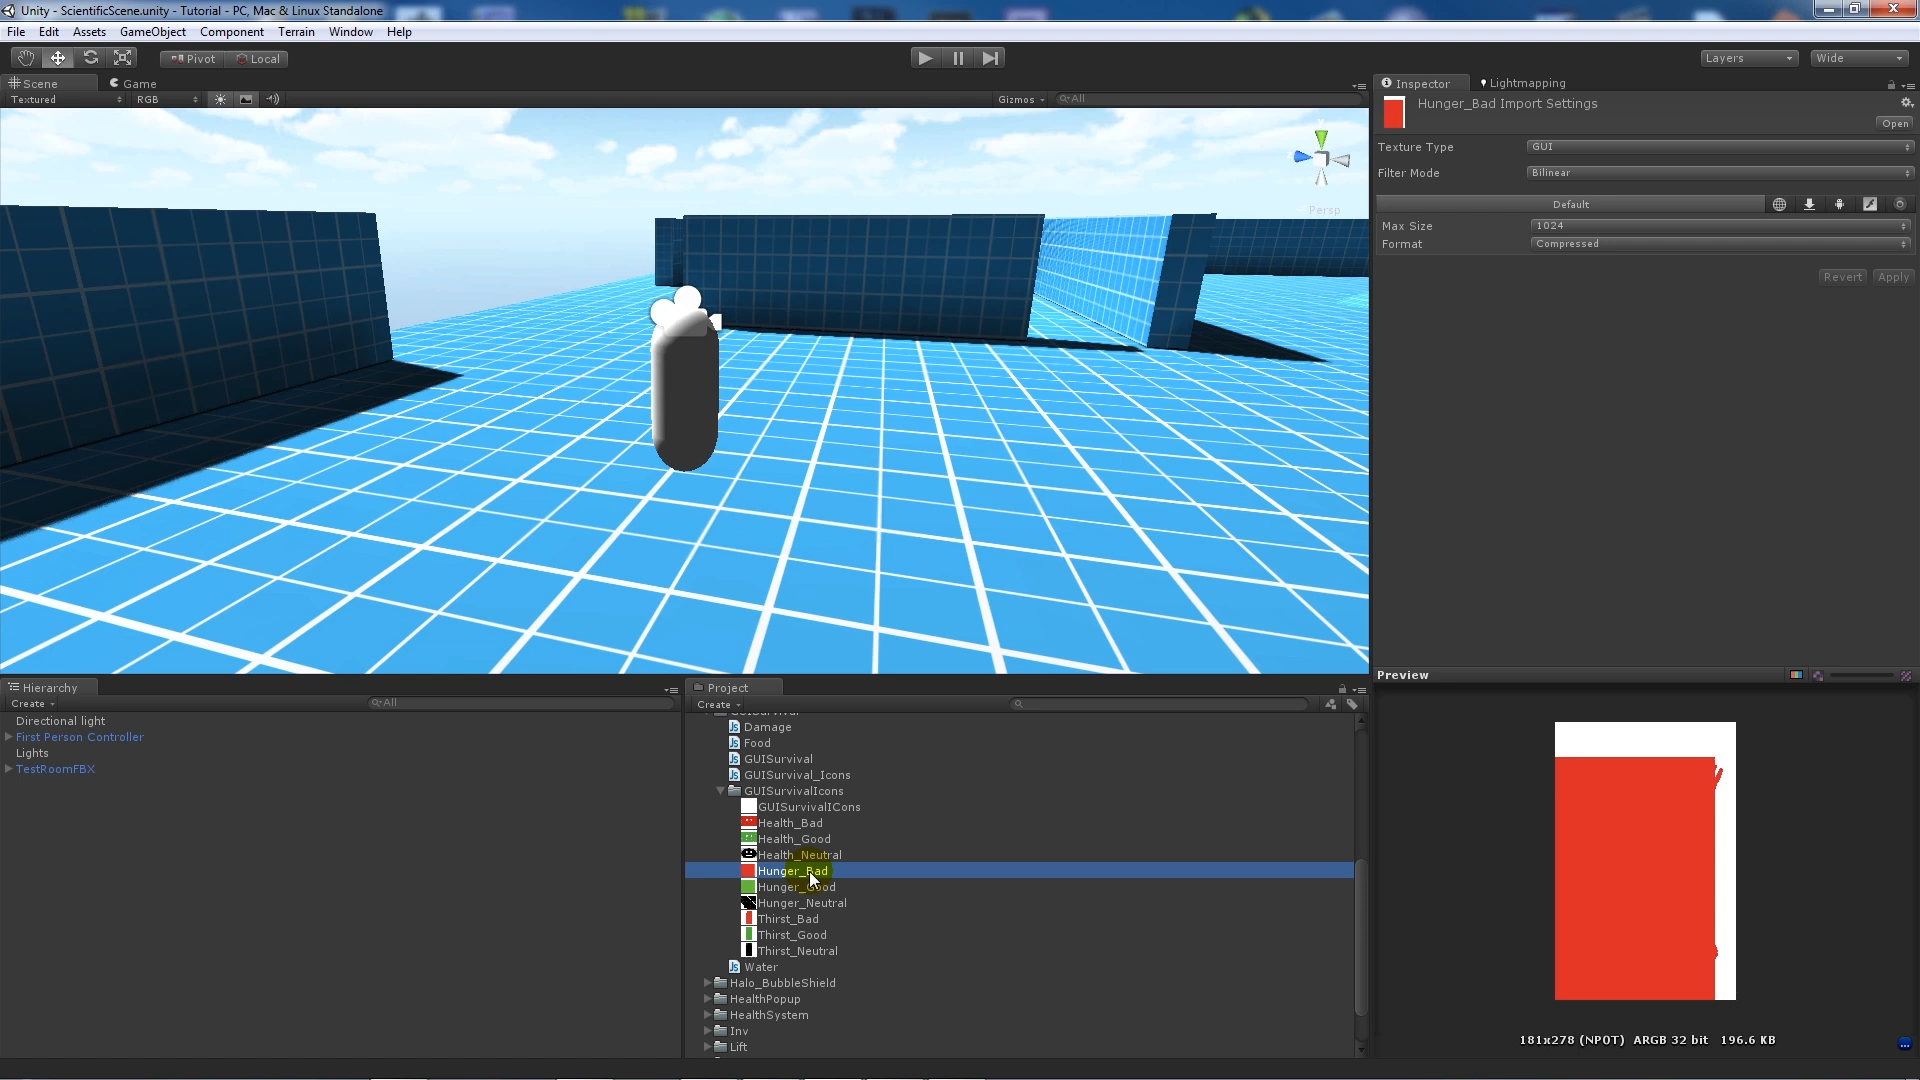 Unity - ScientificScene.unity - Tutorial - PC, Mac & Linux Standalone
File Edit Assets GameObject Component Terrain Window Help
Pivot Local Layers Wide
Scene Game
Textured RGB Gizmos All
Persp
Inspector Lightmapping
Hunger_Bad Import Settings
Open
Texture Type GUI
Filter Mode Bilinear
Default
Max Size 1024
Format Compressed
Revert Apply
Hierarchy
Create All
Directional light
First Person Controller
Lights
TestRoomFBX
Project
Create
Damage
Food
GUISurvival
GUISurvival_Icons
GUISurvivalIcons
GUISurvivalICons
Health_Bad
Health_Good
Health_Neutral
Hunger_Bad
Hunger_Good
Hunger_Neutral
Thirst_Bad
Thirst_Good
Thirst_Neutral
Water
Halo_BubbleShield
HealthPopup
HealthSystem
Inv
Lift
Preview
181x278 (NPOT) ARGB 32 bit 196.6 KB